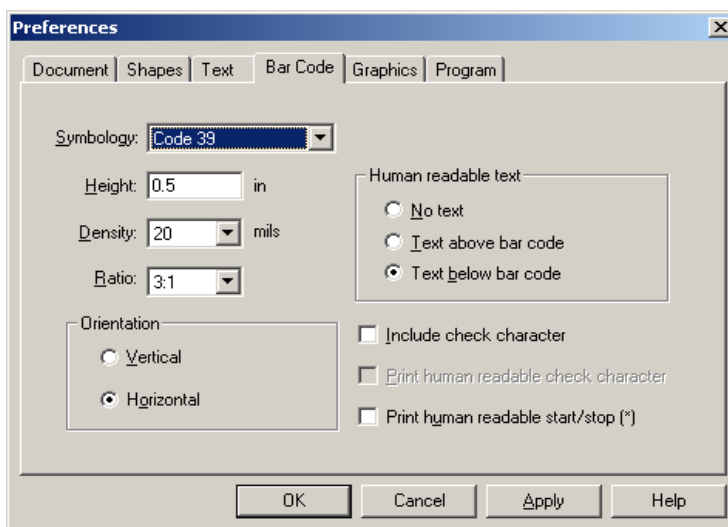 Preferences
Document Shapes Text Bar Code Graphics Program
Symbology: Code 39
Height: 0.5 in
Density: 20 mils
Ratio: 3:1
Human readable text
No text
Text above bar code
Text below bar code
Orientation
Vertical
Horizontal
Include check character
Print human readable check character
Print human readable start/stop (*)
OK Cancel Apply Help